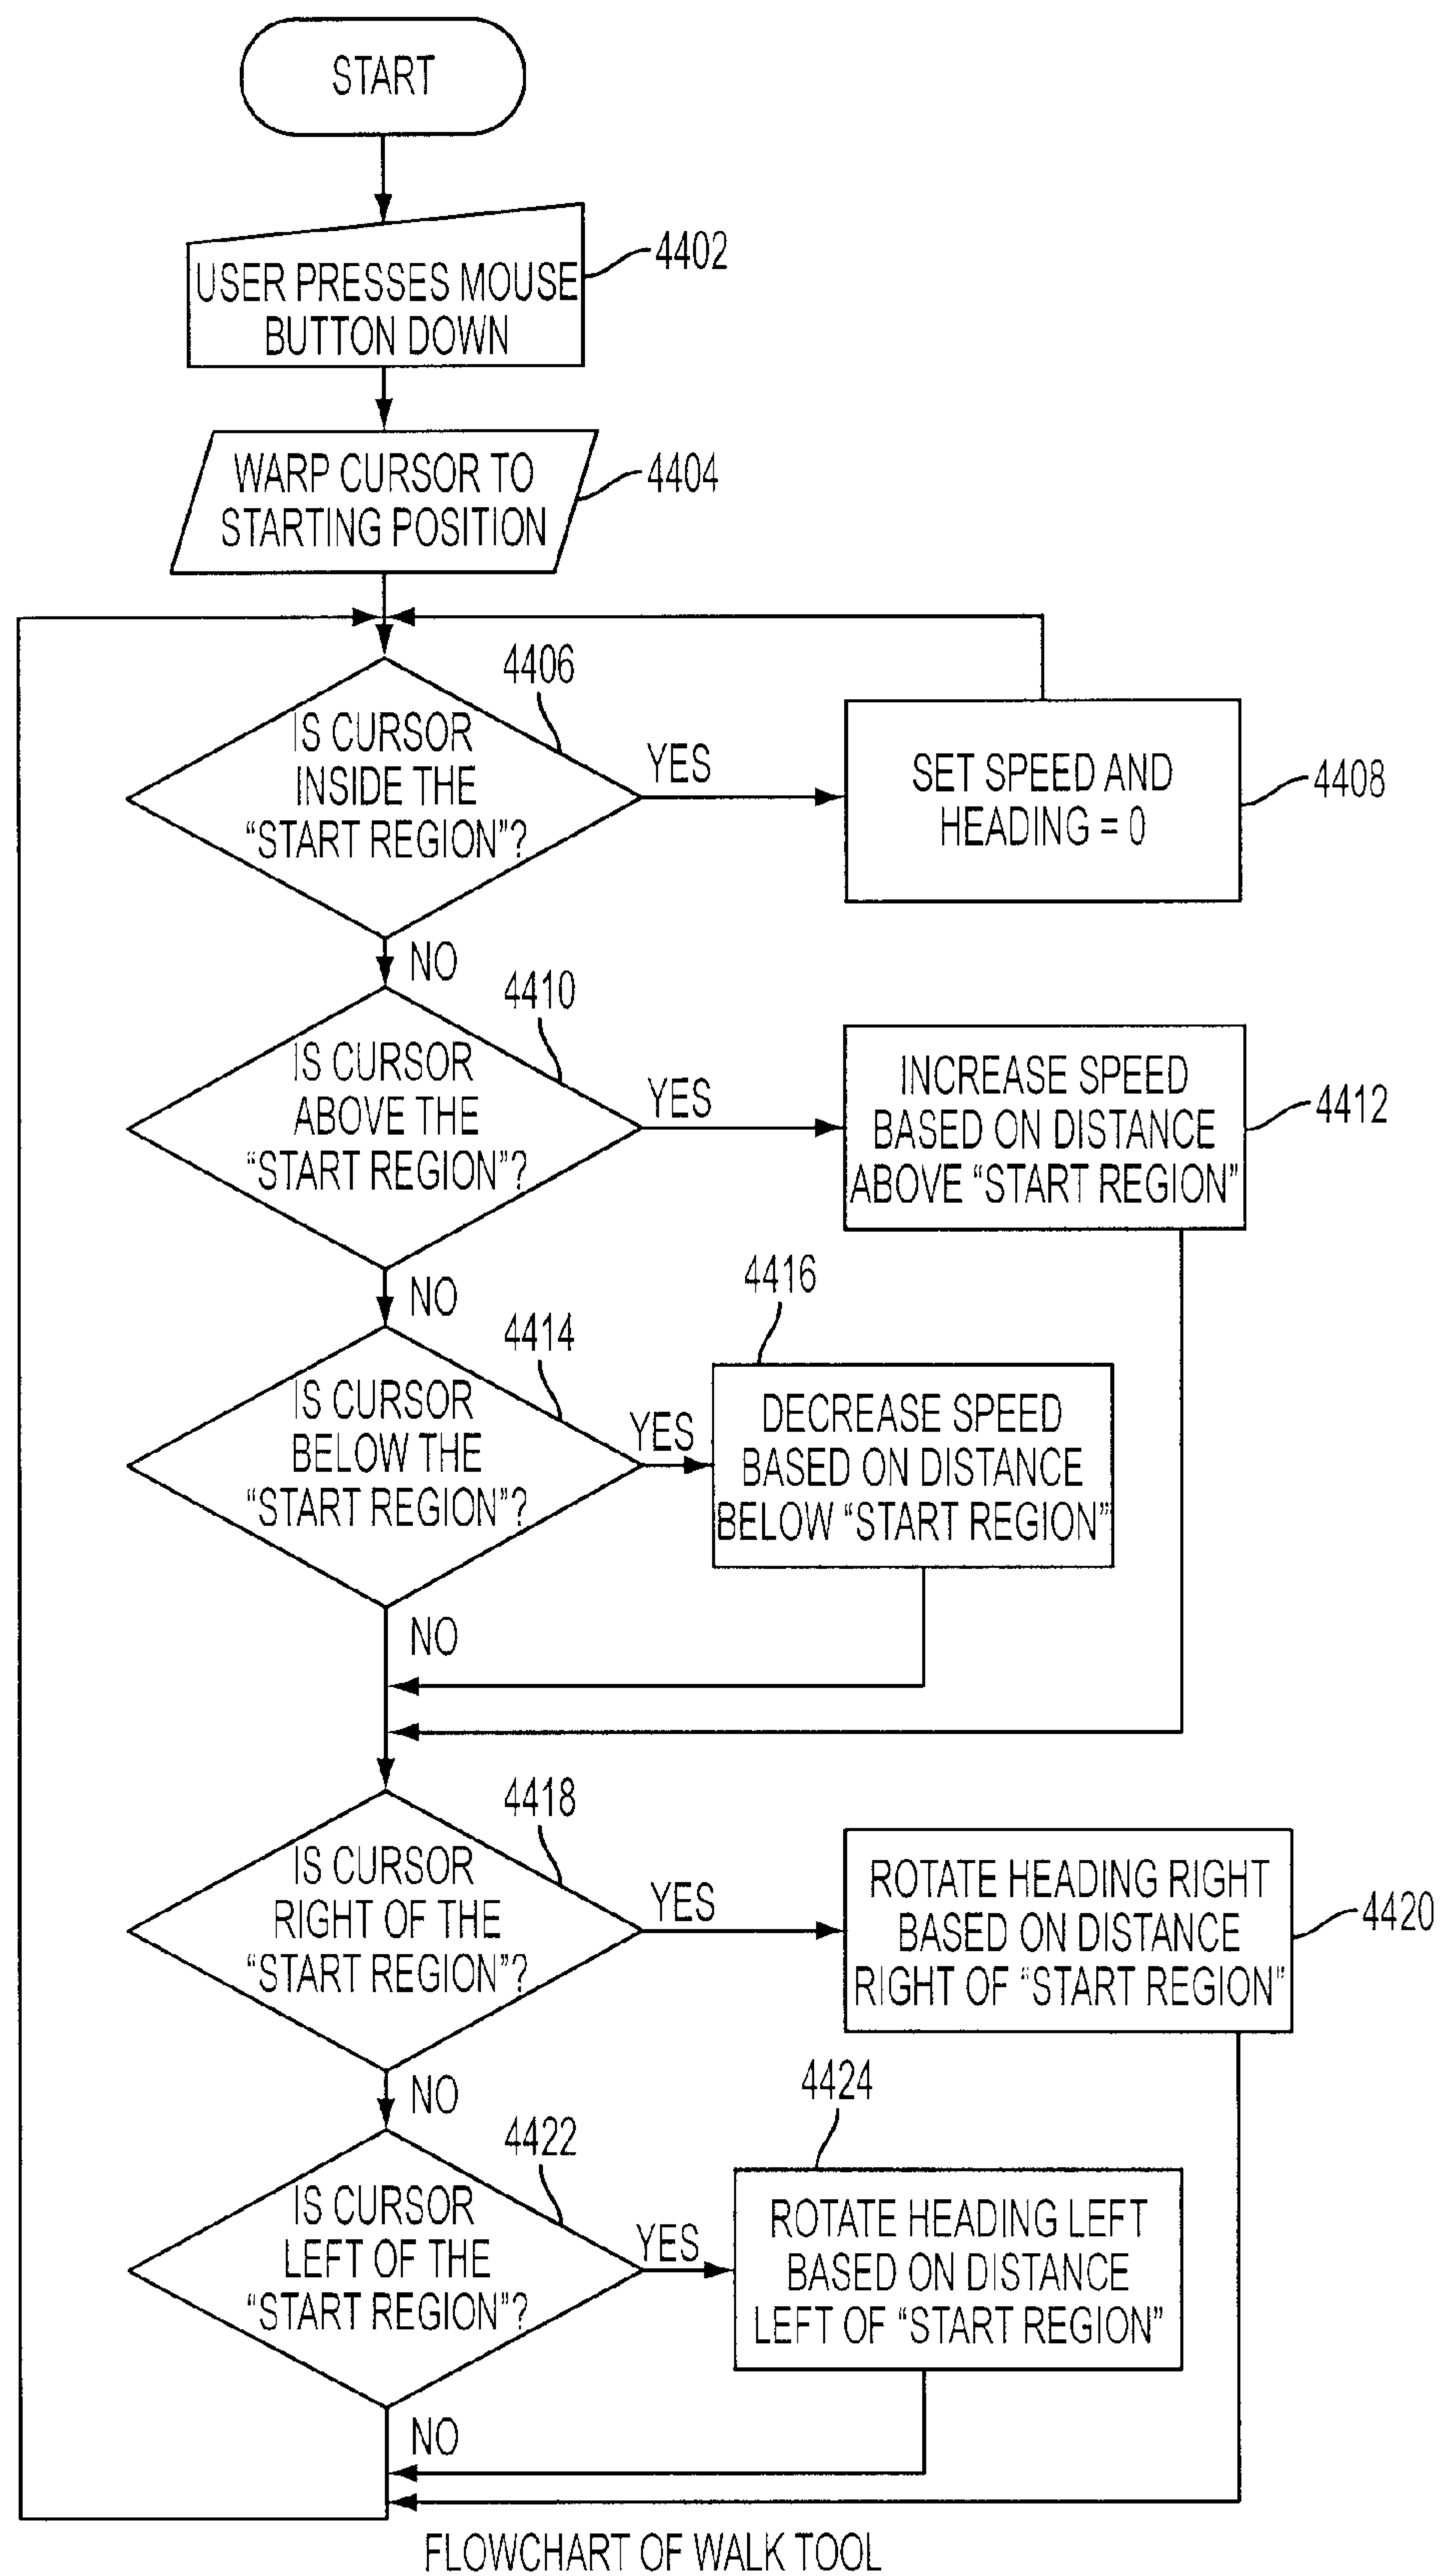 START
4402
USER PRESSES MOUSE
BUTTON DOWN
WARP CURSOR TO
STARTING POSITION
4404
4406
IS CURSOR
INSIDE THE
“START REGION”?
YES
SET SPEED AND
HEADING = 0
4408
NO
4410
IS CURSOR
ABOVE THE
“START REGION”?
YES
INCREASE SPEED
BASED ON DISTANCE
ABOVE “START REGION”
4412
NO
4414
IS CURSOR
BELOW THE
“START REGION”?
YES
4416
DECREASE SPEED
BASED ON DISTANCE
BELOW “START REGION”
NO
4418
IS CURSOR
RIGHT OF THE
“START REGION”?
YES
ROTATE HEADING RIGHT
BASED ON DISTANCE
RIGHT OF “START REGION”
4420
NO
4422
IS CURSOR
LEFT OF THE
“START REGION”?
YES
4424
ROTATE HEADING LEFT
BASED ON DISTANCE
LEFT OF “START REGION”
NO
FLOWCHART OF WALK TOOL